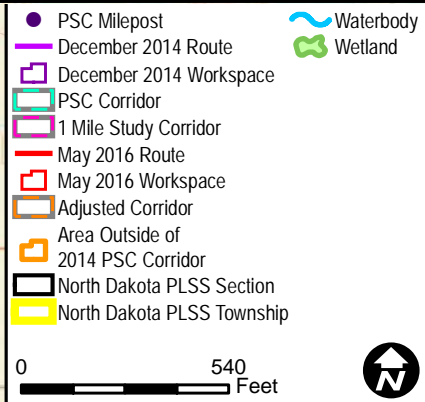 PSC Milepost
December 2014 Route
December 2014 Workspace
PSC Corridor
1 Mile Study Corridor
May 2016 Route
May 2016 Workspace
Adjusted Corridor
Area Outside of
2014 PSC Corridor
North Dakota PLSS Section
North Dakota PLSS Township
Waterbody
Wetland
0 540
Feet
N